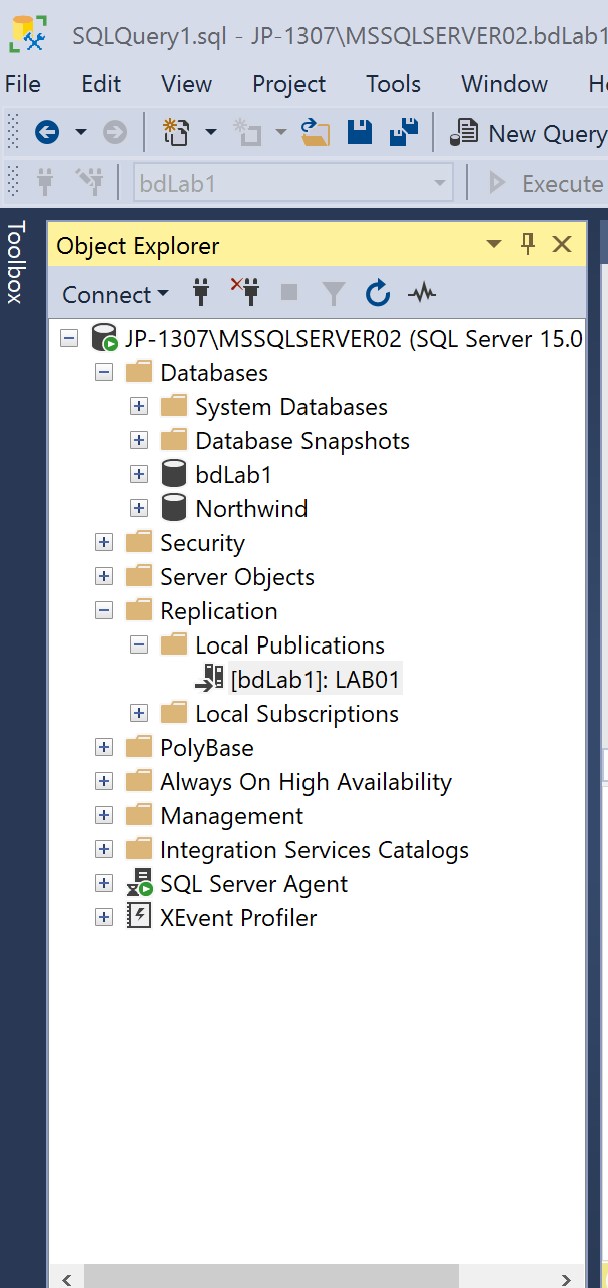 SQLQuery1.sql - JP-1307\MSSQLSERVER02.bdLab1
File Edit View Project Tools Window
New Query
bdLab1 Execute
Toolbox
Object Explorer
Connect
JP-1307\MSSQLSERVER02 (SQL Server 15.0
Databases
System Databases
Database Snapshots
bdLab1
Northwind
Security
Server Objects
Replication
Local Publications
[bdLab1]: LAB01
Local Subscriptions
PolyBase
Always On High Availability
Management
Integration Services Catalogs
SQL Server Agent
XEvent Profiler